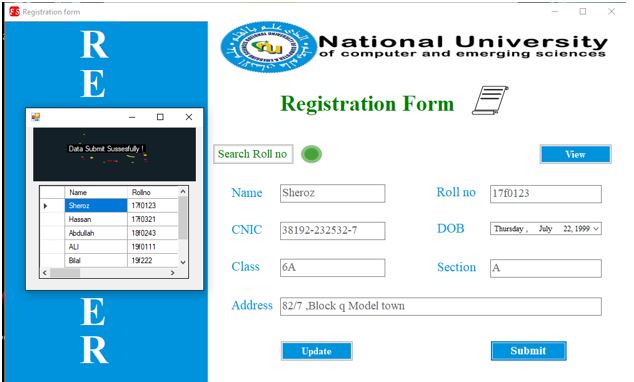 Registration form
R
E
E
R
National University
of computer and emerging sciences
Registration Form
Search Roll no
View
Name Sheroz
Roll no 17f0123
CNIC 38192-232532-7
DOB Thursday , July 22, 1999
Class 6A
Section A
Address 82/7 ,Block q Model town
Update
Submit
Data Submit Sussesfully !
Name Rollno
Sheroz 17f0123
Hassan 17f0321
Abdullah 18f0243
ALI 19f0111
Bilal 19f222